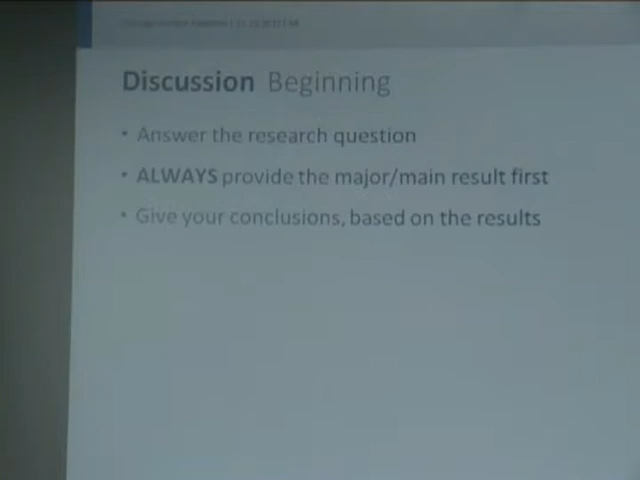 Discussion Beginning
• Answer the research question
• ALWAYS provide the major/main result first
• Give your conclusions, based on the results